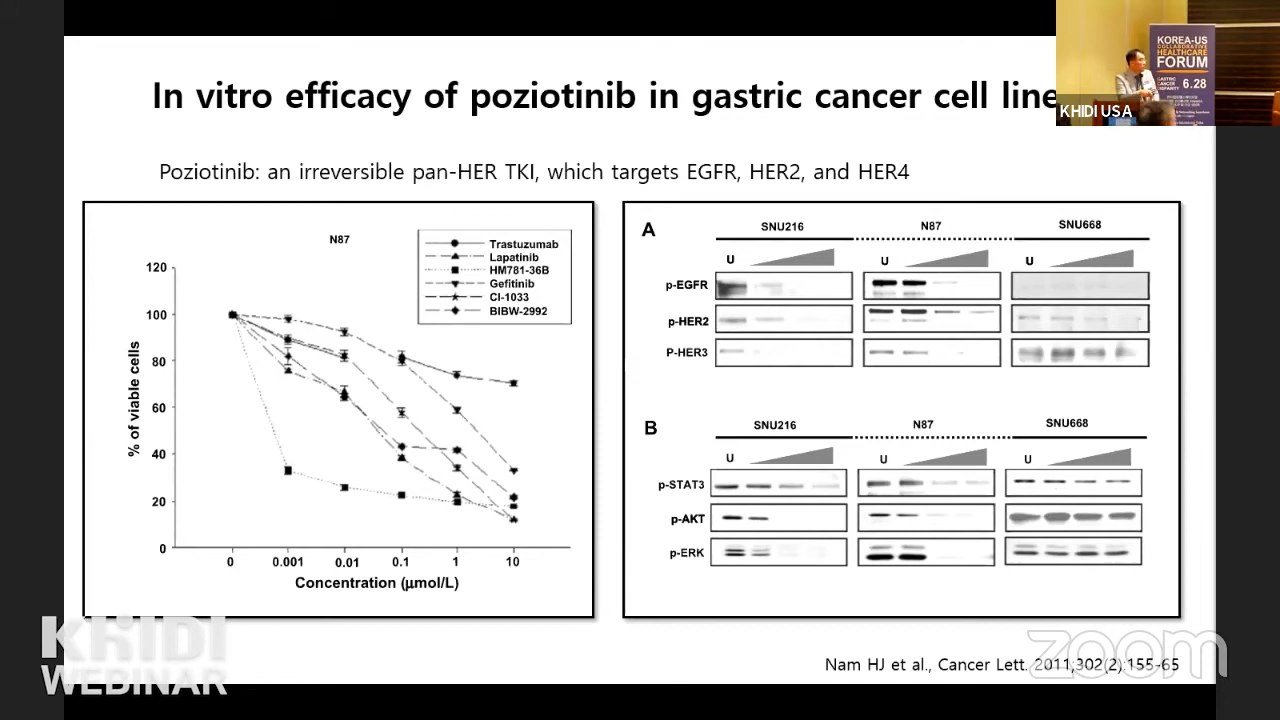 In vitro efficacy of poziotinib in gastric cancer cell line
KOREA-US
COLLABORATIVE
HEALTHCARE
FORUM
GASTRIC
CANCER
DISPARITY
6.28
KHIDI USA
Poziotinib: an irreversible pan-HER TKI, which targets EGFR, HER2, and HER4
N87
Trastuzumab
Lapatinib
HM781-36B
Gefitinib
CI-1033
BIBW-2992
120
100
80
60
40
20
0
% of viable cells
0 0.001 0.01 0.1 1 10
Concentration (µmol/L)
A
SNU216 N87 SNU668
U U U
p-EGFR
p-HER2
P-HER3
B
SNU216 N87 SNU668
U U U
p-STAT3
p-AKT
p-ERK
KHIDI
WEBINAR
zoom
Nam HJ et al., Cancer Lett. 2011;302(2):155-65